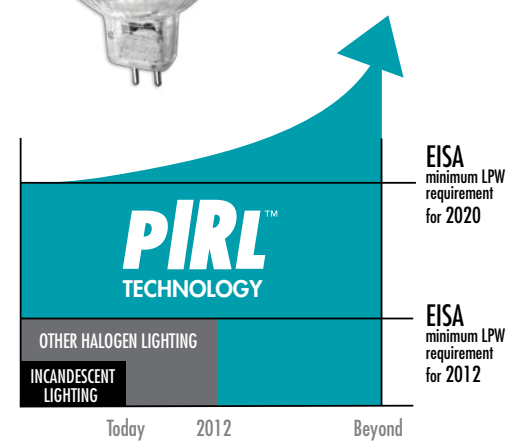 EISA
minimum LPW
requirement
for 2020
pIRL™
TECHNOLOGY
EISA
minimum LPW
requirement
for 2012
OTHER HALOGEN LIGHTING
INCANDESCENT
LIGHTING
Today 2012 Beyond